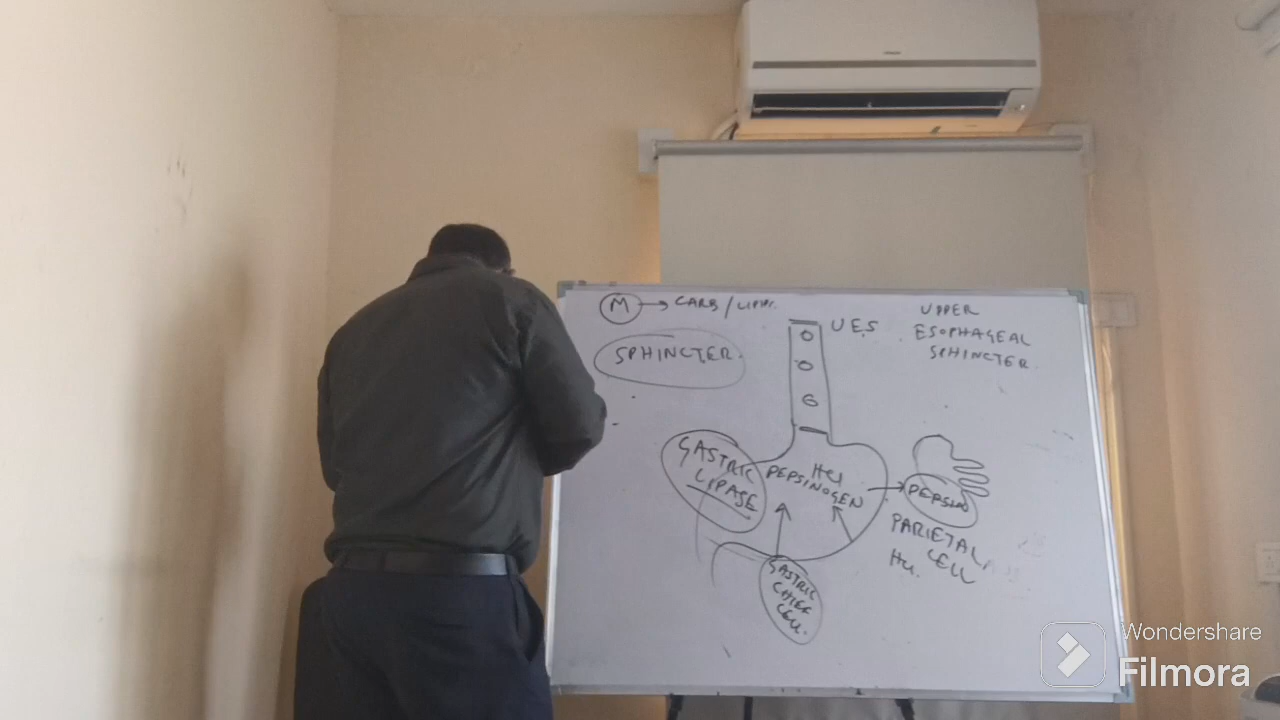 M → CARB / LIPI.
SPHINCTER.
UES
UPPER
ESOPHAGEAL
SPHINCTER.
GASTRIC
LIPASE
HCl
PEPSINOGEN
PEPSIN
PARIETAL
CELL
HCl.
GASTRIC
CHIEF
CELL.
Wondershare
Filmora